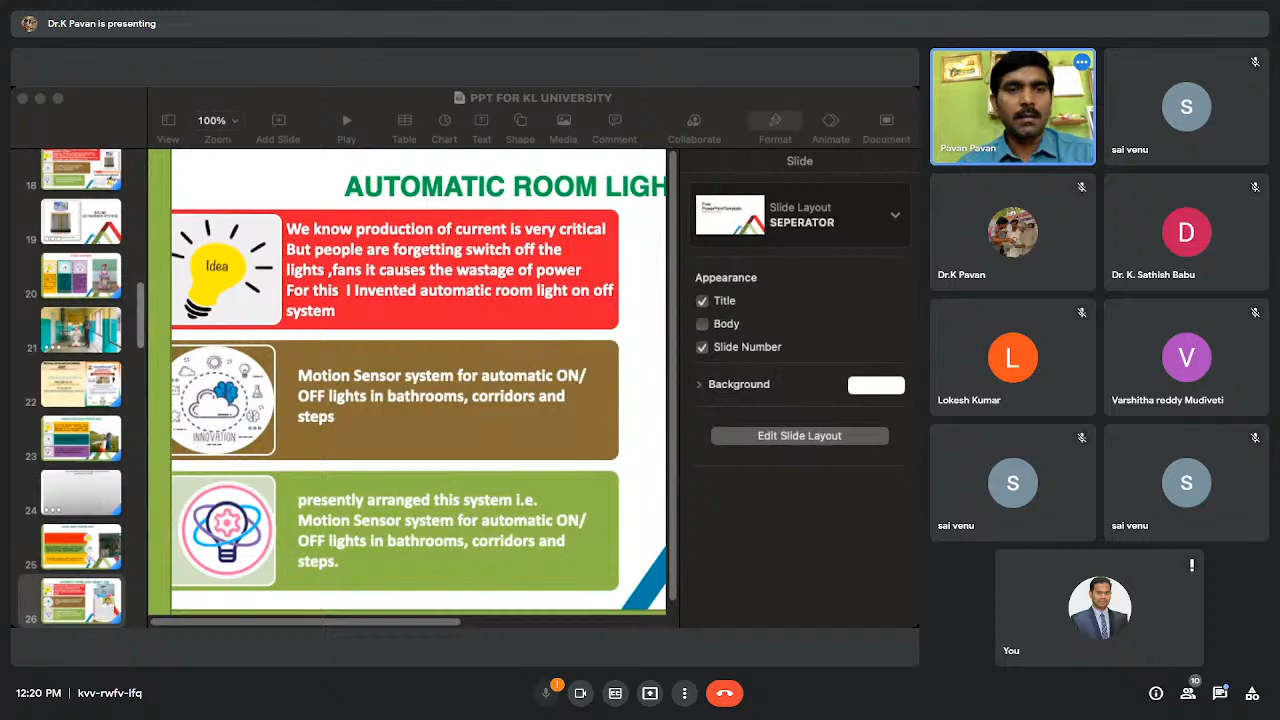 Dr.K Pavan is presenting
PPT FOR KL UNIVERSITY
100%
View
Zoom
Add Slide
Play
Table
Chart
Text
Shape
Media
Comment
Collaborate
Format
Animate
Document
18
19
20
21
22
23
24
25
26
AUTOMATIC ROOM LIGH
Idea
We know production of current is very critical
But people are forgetting switch off the
lights ,fans it causes the wastage of power
For this I Invented automatic room light on off
system
INNOVATION
Motion Sensor system for automatic ON/
OFF lights in bathrooms, corridors and
steps
presently arranged this system i.e.
Motion Sensor system for automatic ON/
OFF lights in bathrooms, corridors and
steps.
Slide
Slide Layout
SEPERATOR
Appearance
Title
Body
Slide Number
Background
Edit Slide Layout
Pavan Pavan
S
sai venu
Dr.K Pavan
D
Dr. K. Sathish Babu
L
Lokesh Kumar
V
Varshitha reddy Mudiveti
S
sai venu
S
sai venu
You
12:20 PM | kvv-rwfv-lfq
10